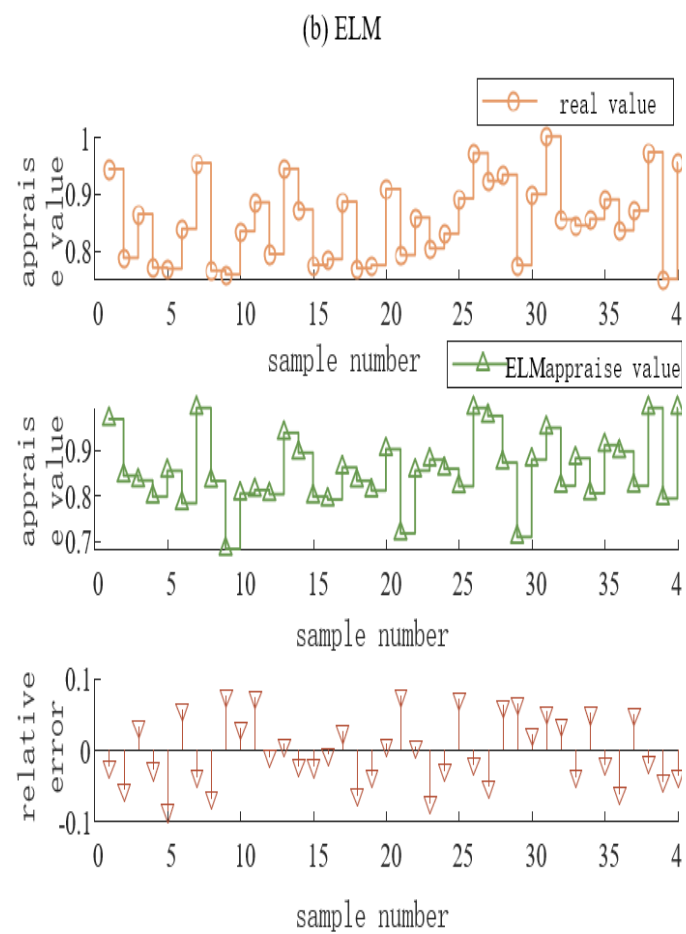 (b) ELM
real value
appraise value
1
0.9
0.8
0 5 10 15 20 25 30 35 4
sample number
ELMappraise value
appraise value
0.9
0.8
0.7
0 5 10 15 20 25 30 35 4
sample number
relative error
0.1
0
-0.1
0 5 10 15 20 25 30 35 4
sample number